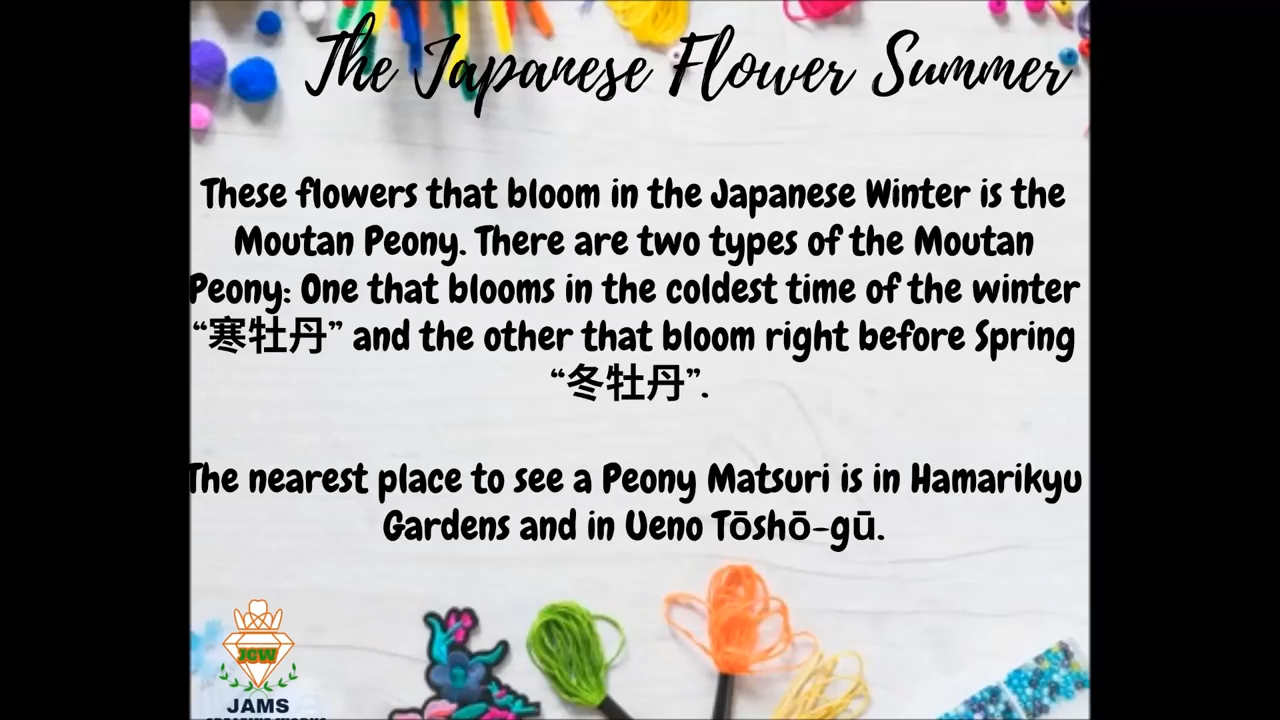 The Japanese Flower Summer
These flowers that bloom in the Japanese Winter is the
Moutan Peony. There are two types of the Moutan
Peony: One that blooms in the coldest time of the winter
“寒牡丹” and the other that bloom right before Spring
“冬牡丹”.
The nearest place to see a Peony Matsuri is in Hamarikyu
Gardens and in Ueno Tōshō-gū.
JCW
JAMS